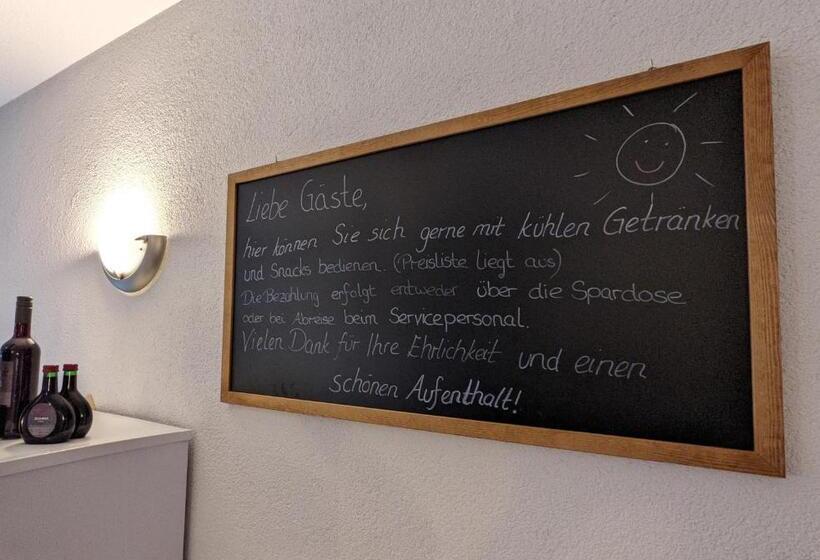 Liebe Gäste,
hier können Sie sich gerne mit kühlen Getränken
und Snacks bedienen. (Preisliste liegt aus)
Die Bezahlung erfolgt entweder über die Spardose
oder bei Abreise beim Servicepersonal.
Vielen Dank für Ihre Ehrlichkeit und einen
schönen Aufenthalt!